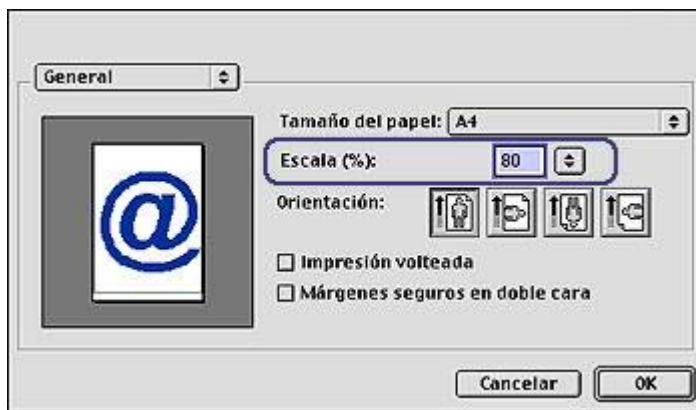 General
Tamaño del papel: A4
Escala (%): 80
Orientación:
Impresión volteada
Márgenes seguros en doble cara
@
Cancelar OK